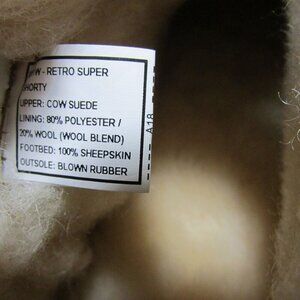 - RETRO SUPER
SHORTY
UPPER: COW SUEDE
LINING: 80% POLYESTER /
20% WOOL (WOOL BLEND)
FOOTBED: 100% SHEEPSKIN
OUTSOLE: BLOWN RUBBER
A18